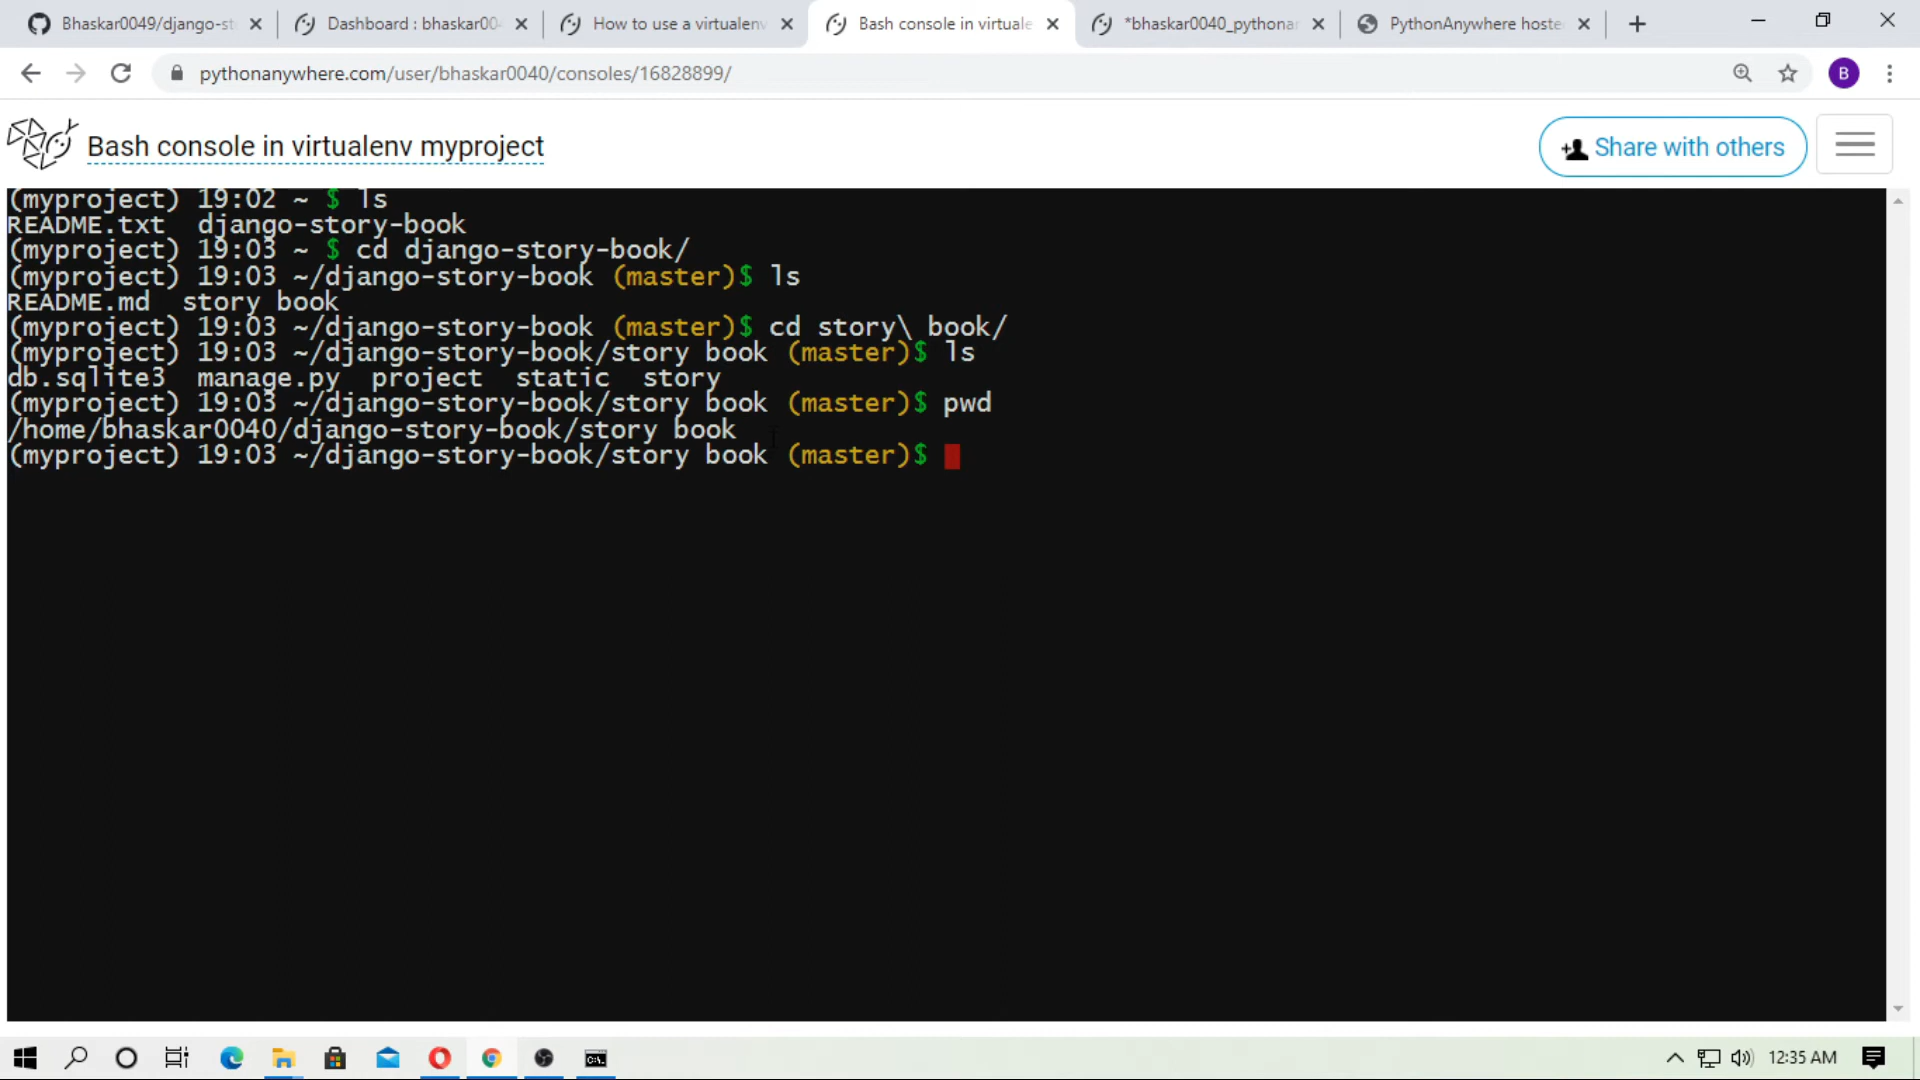 Bhaskar0049/django-st
Dashboard : bhaskar004
How to use a virtualenv
Bash console in virtuale
*bhaskar0040_pythonan
PythonAnywhere hoste
pythonanywhere.com/user/bhaskar0040/consoles/16828899/
B
Bash console in virtualenv myproject
Share with others
(myproject) 19:02 ~ $ ls
README.txt  django-story-book
(myproject) 19:03 ~ $ cd django-story-book/
(myproject) 19:03 ~/django-story-book (master)$ ls
README.md  story book
(myproject) 19:03 ~/django-story-book (master)$ cd story\ book/
(myproject) 19:03 ~/django-story-book/story book (master)$ ls
db.sqlite3  manage.py  project  static  story
(myproject) 19:03 ~/django-story-book/story book (master)$ pwd
/home/bhaskar0040/django-story-book/story book
(myproject) 19:03 ~/django-story-book/story book (master)$
12:35 AM